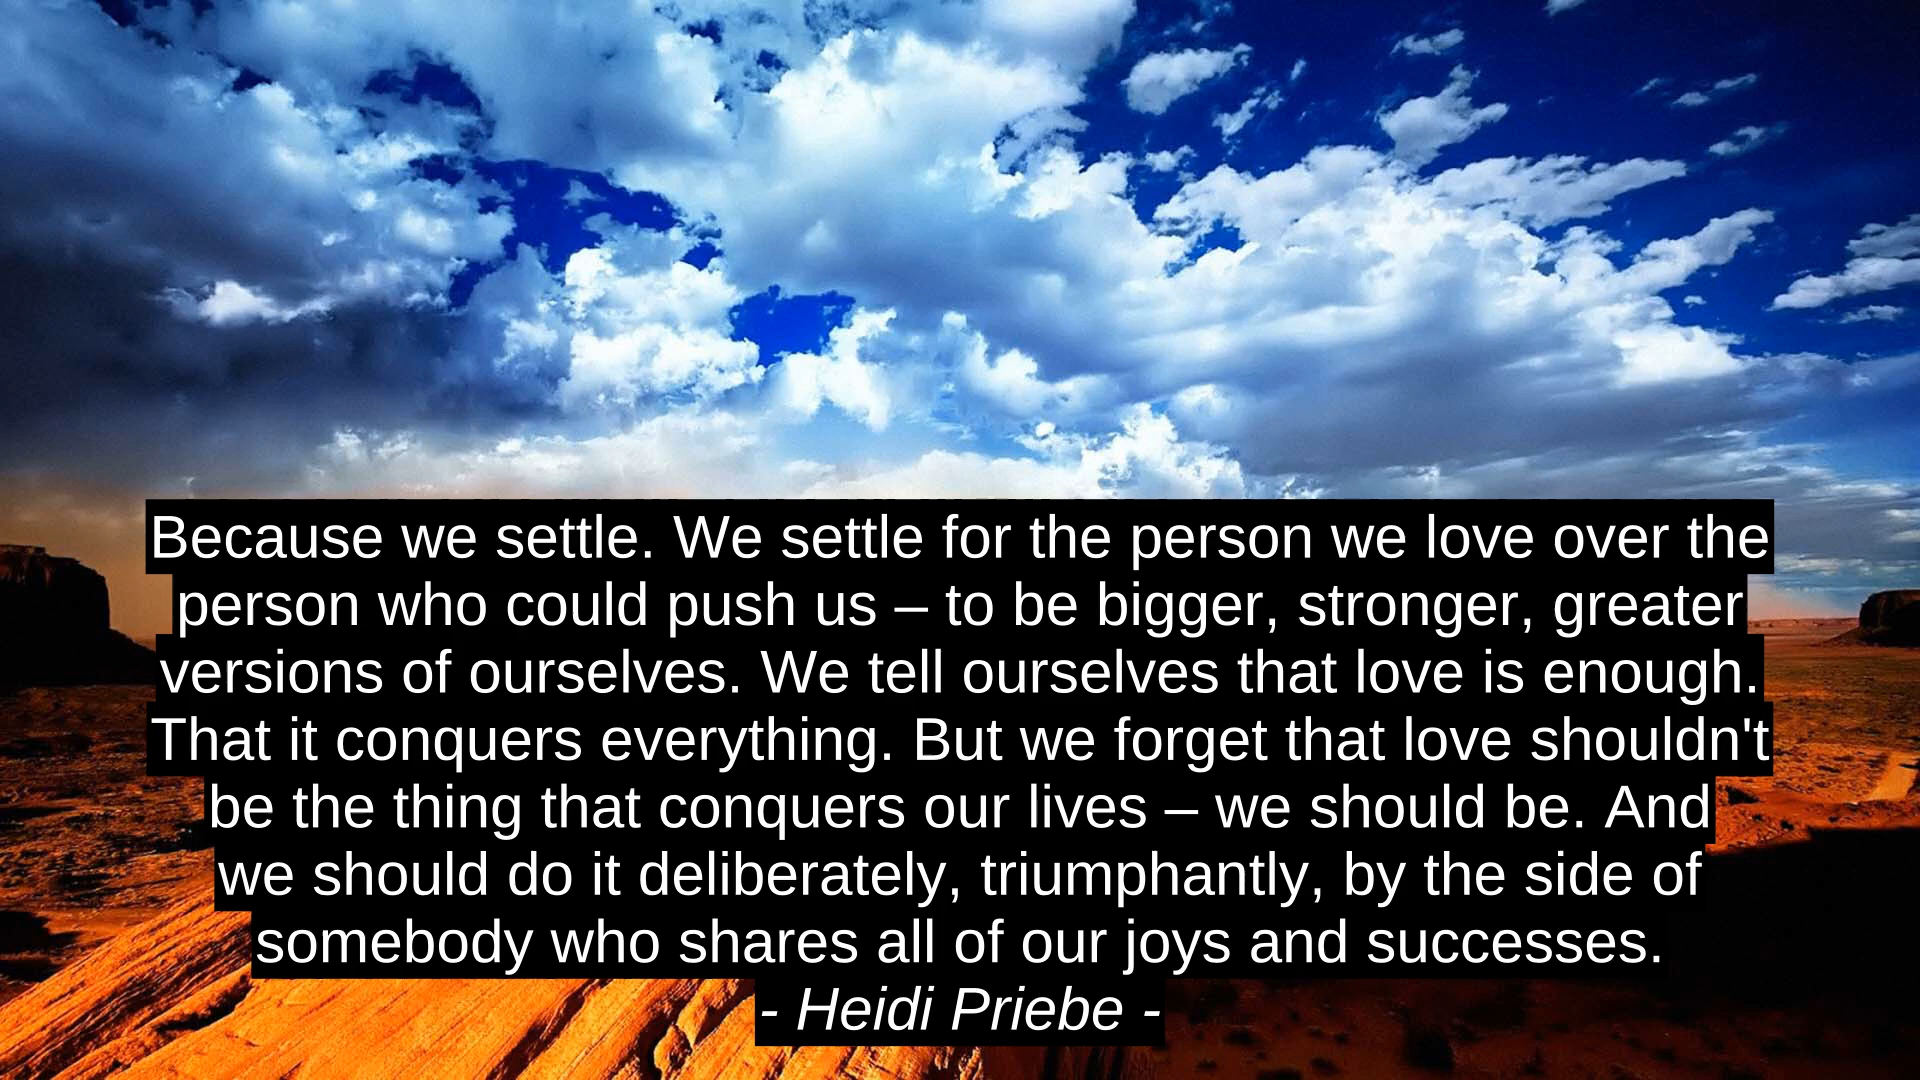 Because we settle. We settle for the person we love over the
person who could push us – to be bigger, stronger, greater
versions of ourselves. We tell ourselves that love is enough.
That it conquers everything. But we forget that love shouldn't
be the thing that conquers our lives – we should be. And
we should do it deliberately, triumphantly, by the side of
somebody who shares all of our joys and successes.
- Heidi Priebe -